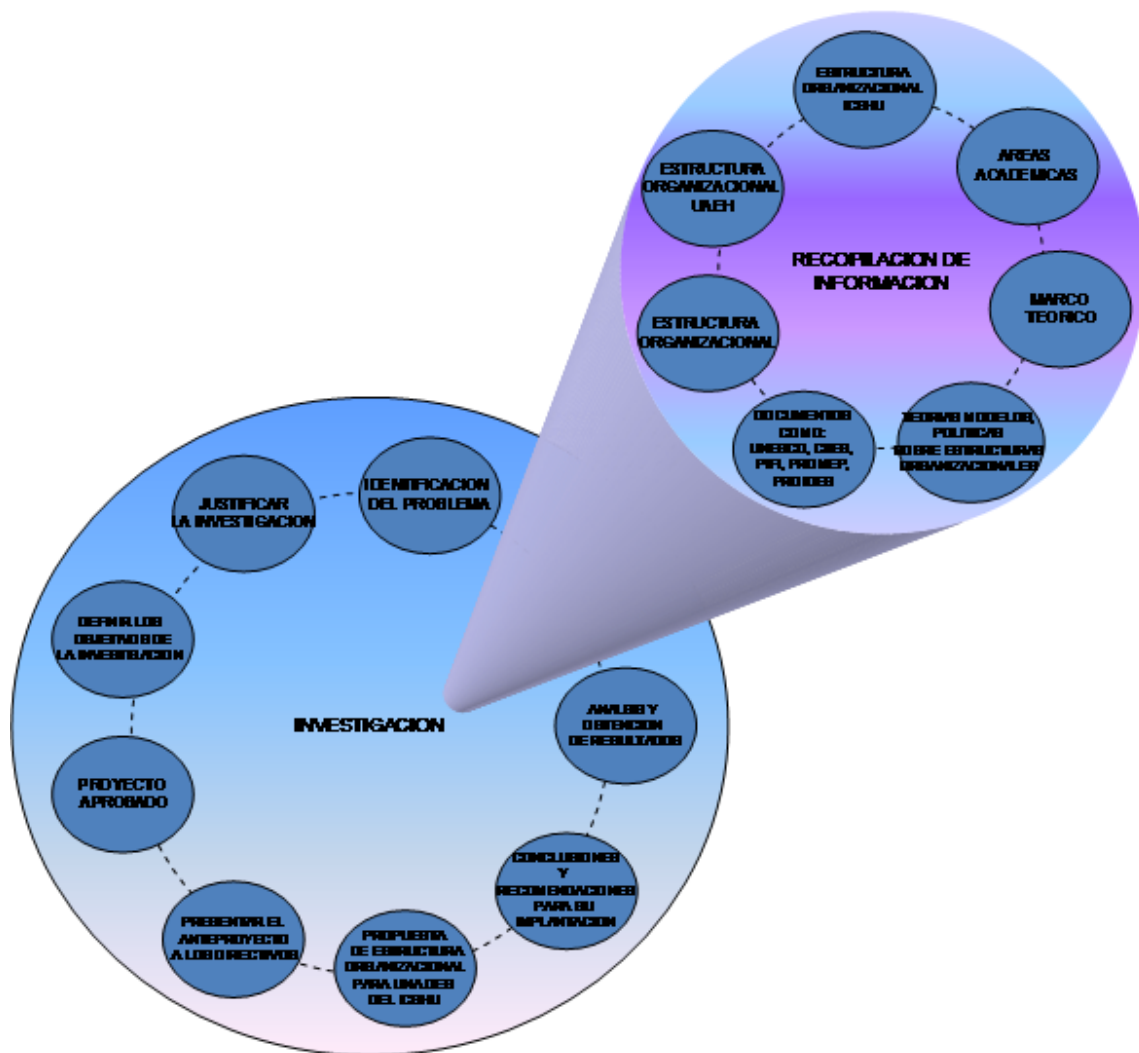 ESTRUCTURA
ORGANIZACIONAL
ICSHU
AREAS
ACADEMICAS
ESTRUCTURA
ORGANIZACIONAL
UAEH
RECOPILACION DE
INFORMACION
MARCO
TEORICO
ESTRUCTURA
ORGANIZACIONAL
DOCUMENTOS
COMO:
UNESCO, CIIES,
PIFI, PROMEP,
PROIDES
TEORIAS MODELOS,
POLITICAS
SOBRE ESTRUCTURAS
ORGANIZACIONALES
IDENTIFICACION
DEL PROBLEMA
JUSTIFICAR
LA INVESTIGACION
DEFINIR LOS
OBJETIVOS DE
LA INVESTIGACION
INVESTIGACION
ANALISIS Y
OBTENCION
DE RESULTADOS
PROYECTO
APROBADO
CONCLUSIONES
Y
RECOMENDACIONES
PARA SU
IMPLANTACION
PRESENTAR EL
ANTEPROYECTO
A LOS DIRECTIVOS
PROPUESTA
DE ESTRUCTURA
ORGANIZACIONAL
PARA UNA DES
DEL ICSHU